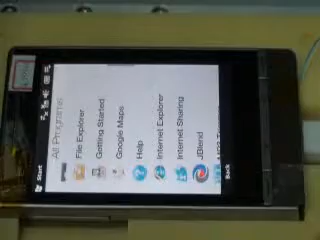 Start
All Programs
File Explorer
Getting Started
Google Maps
Help
Internet Explorer
Internet Sharing
JBlend
Back